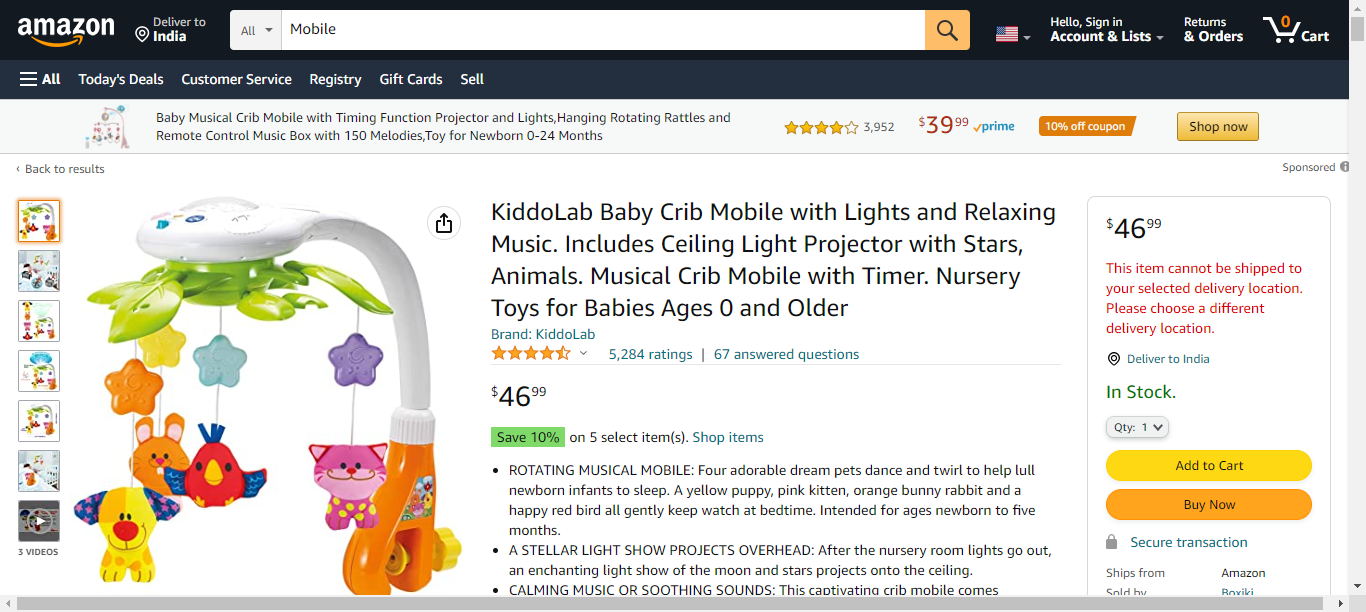 amazon
Deliver to
India
All
Mobile
Hello, Sign in
Account & Lists
Returns
& Orders
0
Cart
All
Today's Deals
Customer Service
Registry
Gift Cards
Sell
Baby Musical Crib Mobile with Timing Function Projector and Lights,Hanging Rotating Rattles and
Remote Control Music Box with 150 Melodies,Toy for Newborn 0-24 Months
3,952
$39 99
prime
10% off coupon
Shop now
‹ Back to results
Sponsored
KiddoLab Baby Crib Mobile with Lights and Relaxing
Music. Includes Ceiling Light Projector with Stars,
Animals. Musical Crib Mobile with Timer. Nursery
Toys for Babies Ages 0 and Older
Brand: KiddoLab
5,284 ratings | 67 answered questions
$46 99
Save 10% on 5 select item(s). Shop items
• ROTATING MUSICAL MOBILE: Four adorable dream pets dance and twirl to help lull
newborn infants to sleep. A yellow puppy, pink kitten, orange bunny rabbit and a
happy red bird all gently keep watch at bedtime. Intended for ages newborn to five
months.
• A STELLAR LIGHT SHOW PROJECTS OVERHEAD: After the nursery room lights go out,
an enchanting light show of the moon and stars projects onto the ceiling.
• CALMING MUSIC OR SOOTHING SOUNDS: This captivating crib mobile comes
3 VIDEOS
$46 99
This item cannot be shipped to
your selected delivery location.
Please choose a different
delivery location.
Deliver to India
In Stock.
Qty: 1
Add to Cart
Buy Now
Secure transaction
Ships from Amazon
Sold by Boxiki